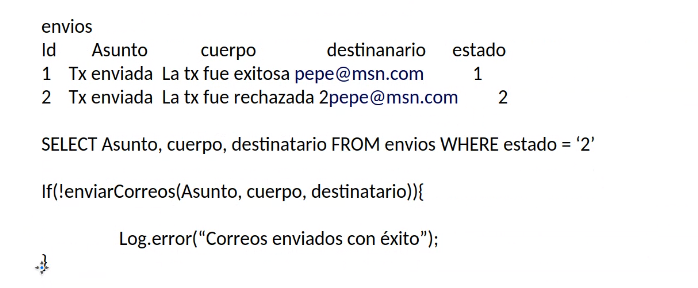 envios
Id Asunto cuerpo destinanario estado
1 Tx enviada La tx fue exitosa pepe@msn.com 1
2 Tx enviada La tx fue rechazada 2pepe@msn.com 2
SELECT Asunto, cuerpo, destinatario FROM envios WHERE estado = ‘2’
If(!enviarCorreos(Asunto, cuerpo, destinatario)){
Log.error(“Correos enviados con éxito”);
}